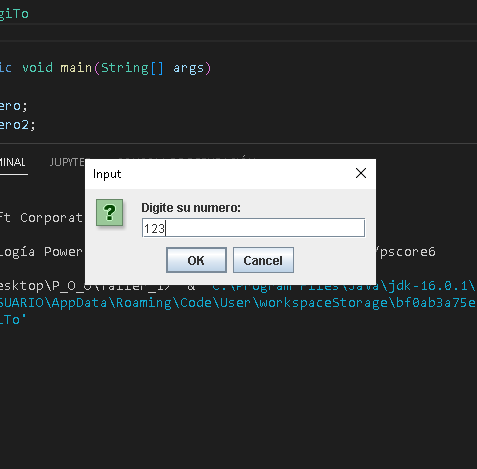 giTo
ic void main(String[] args)
ero;
ero2;
MINAL JUPYTE
Input
?
Digite su numero:
123
OK Cancel
ft Corporat
logía Power
/pscore6
esktop\P_O_O\Taller_1> & 'C:\Program Files\Java\jdk-16.0.1\
SUARIO\AppData\Roaming\Code\User\workspaceStorage\bf0ab3a75e
iTo'